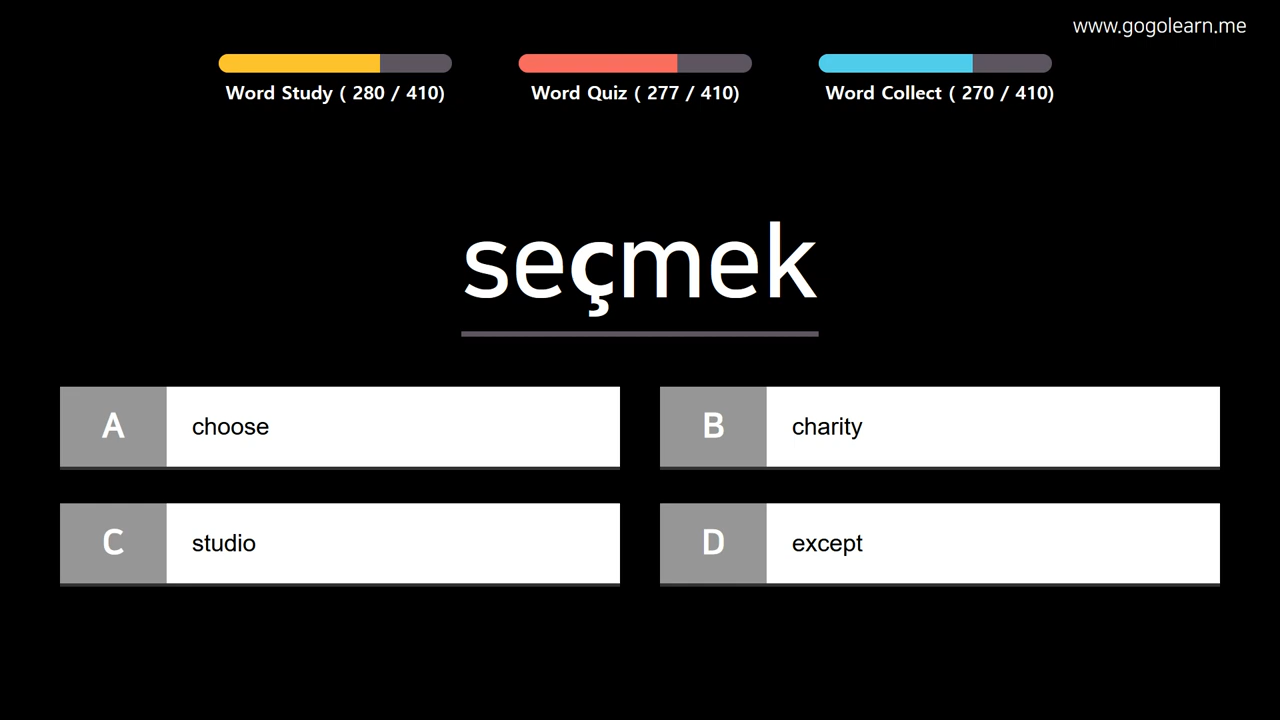 www.gogolearn.me
Word Study ( 280 / 410)
Word Quiz ( 277 / 410)
Word Collect ( 270 / 410)
seçmek
A choose
B charity
C studio
D except